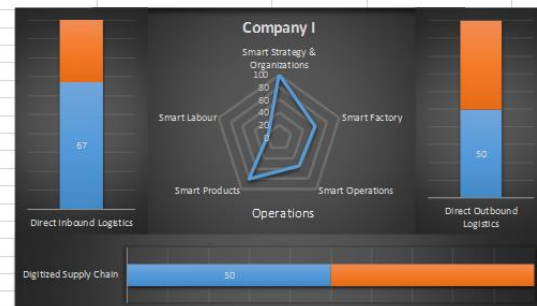 Company I
Smart Strategy &
Organizations
100
80
60
40
20
0
Smart Labour
Smart Factory
Smart Products
Smart Operations
Operations
67
Direct Inbound Logistics
50
Direct Outbound
Logistics
Digitized Supply Chain
50